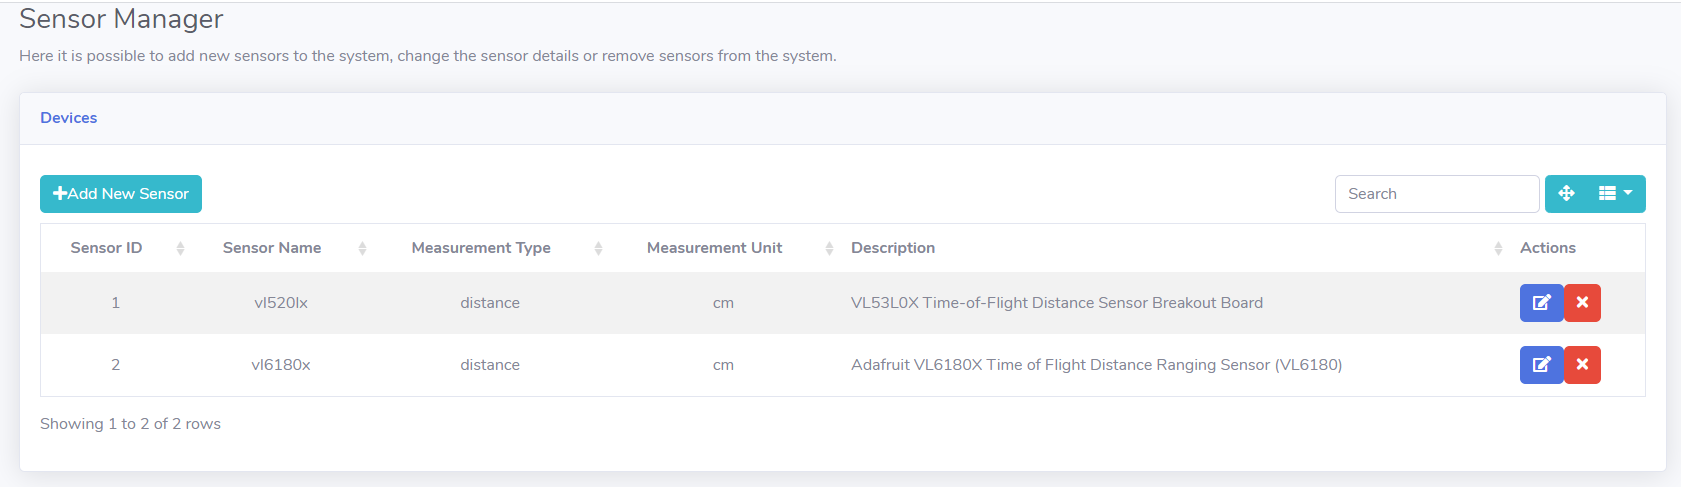 Sensor Manager
Here it is possible to add new sensors to the system, change the sensor details or remove sensors from the system.
Devices
Add New Sensor
Search
Sensor ID Sensor Name Measurement Type Measurement Unit Description Actions
1 vl520lx distance cm VL53L0X Time-of-Flight Distance Sensor Breakout Board
2 vl6180x distance cm Adafruit VL6180X Time of Flight Distance Ranging Sensor (VL6180)
Showing 1 to 2 of 2 rows